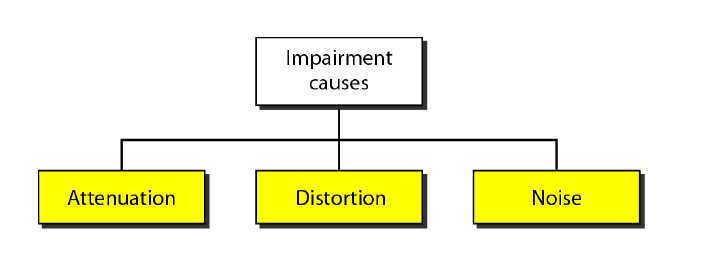 Impairment
causes
Attenuation
Distortion
Noise